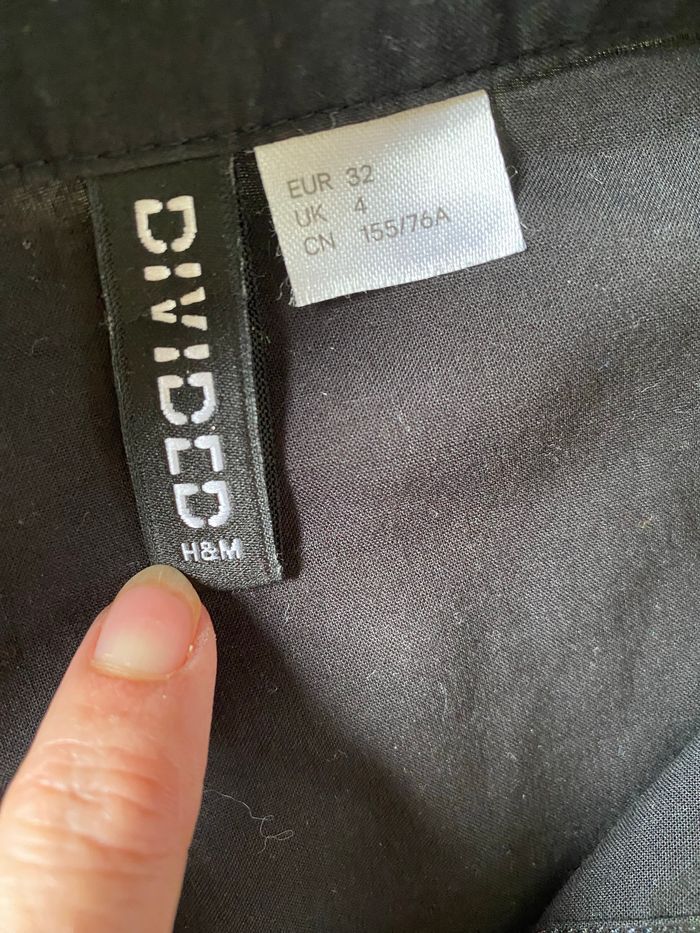 DIVIDED
H&M
EUR 32
UK 4
CN 155/76A